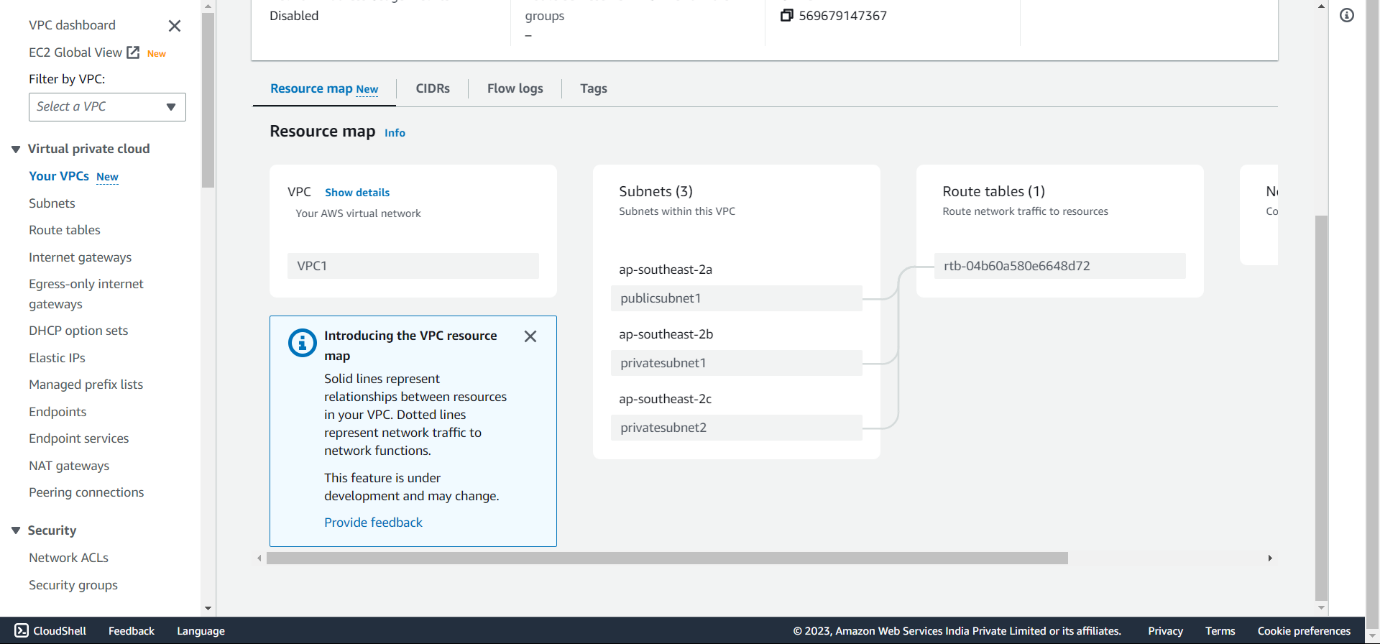 VPC dashboard
EC2 Global View New
Filter by VPC:
Select a VPC
Virtual private cloud
Your VPCs New
Subnets
Route tables
Internet gateways
Egress-only internet
gateways
DHCP option sets
Elastic IPs
Managed prefix lists
Endpoints
Endpoint services
NAT gateways
Peering connections
Security
Network ACLs
Security groups
Disabled
groups
–
569679147367
Resource map New
CIDRs
Flow logs
Tags
Resource map Info
VPC Show details
Your AWS virtual network
VPC1
Introducing the VPC resource
map
Solid lines represent
relationships between resources
in your VPC. Dotted lines
represent network traffic to
network functions.
This feature is under
development and may change.
Provide feedback
Subnets (3)
Subnets within this VPC
ap-southeast-2a
publicsubnet1
ap-southeast-2b
privatesubnet1
ap-southeast-2c
privatesubnet2
Route tables (1)
Route network traffic to resources
rtb-04b60a580e6648d72
CloudShell
Feedback
Language
© 2023, Amazon Web Services India Private Limited or its affiliates.
Privacy
Terms
Cookie preferences